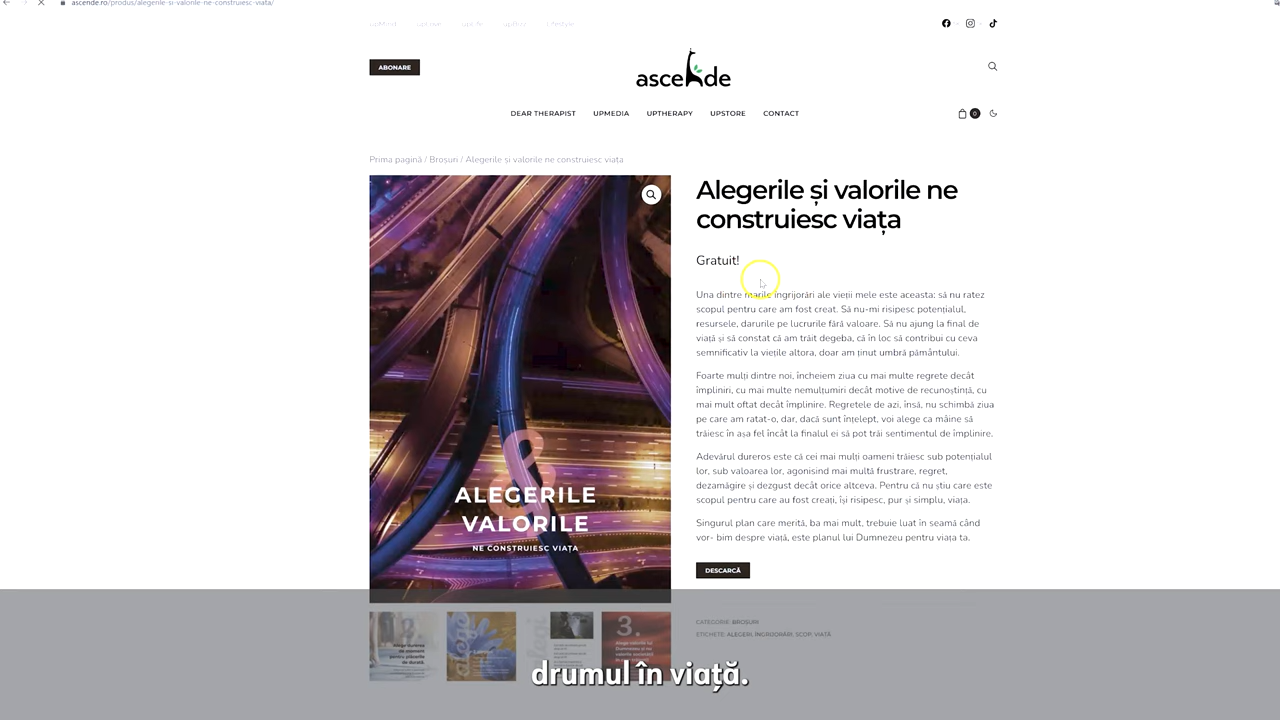 ascende.ro/produs/alegerile-si-valorile-ne-construiesc-viata/
ABONARE
ascende
DEAR THERAPIST UPMEDIA UPTHERAPY UPSTORE CONTACT
0
Prima pagină / Broșuri / Alegerile și valorile ne construiesc viața
Alegerile și valorile ne
construiesc viața
Gratuit!
Una dintre marile îngrijorări ale vieții mele este aceasta: să nu ratez
scopul pentru care am fost creat. Să nu-mi risipesc potențialul,
resursele, darurile pe lucrurile fără valoare. Să nu ajung la final de
viață și să constat că am trăit degeba, că în loc să contribui cu ceva
semnificativ la viețile altora, doar am ținut umbră pământului.
Foarte mulți dintre noi, încheiem ziua cu mai multe regrete decât
împliniri, cu mai multe nemulțumiri decât motive de recunoștință, cu
mai mult oftat decât împlinire. Regretele de azi, însă, nu schimbă ziua
pe care am ratat-o, dar, dacă sunt înțelept, voi alege ca mâine să
trăiesc în așa fel încât la finalul ei să pot trăi sentimentul de împlinire.
Adevărul dureros este că cei mai mulți oameni trăiesc sub potențialul
lor, sub valoarea lor, agonisind mai multă frustrare, regret,
dezamăgire și dezgust decât orice altceva. Pentru că nu știu care este
scopul pentru care au fost creați, își risipesc, pur și simplu, viața.
Singurul plan care merită, ba mai mult, trebuie luat în seamă când
vor- bim despre viață, este planul lui Dumnezeu pentru viața ta.
DESCARCĂ
ALEGERILE
VALORILE
NE CONSTRUIESC VIAȚA
CATEGORIE: BROȘURI
ETICHETE: ALEGERI, ÎNGRIJORĂRI, SCOP, VIAȚĂ
3.
drumul în viață.